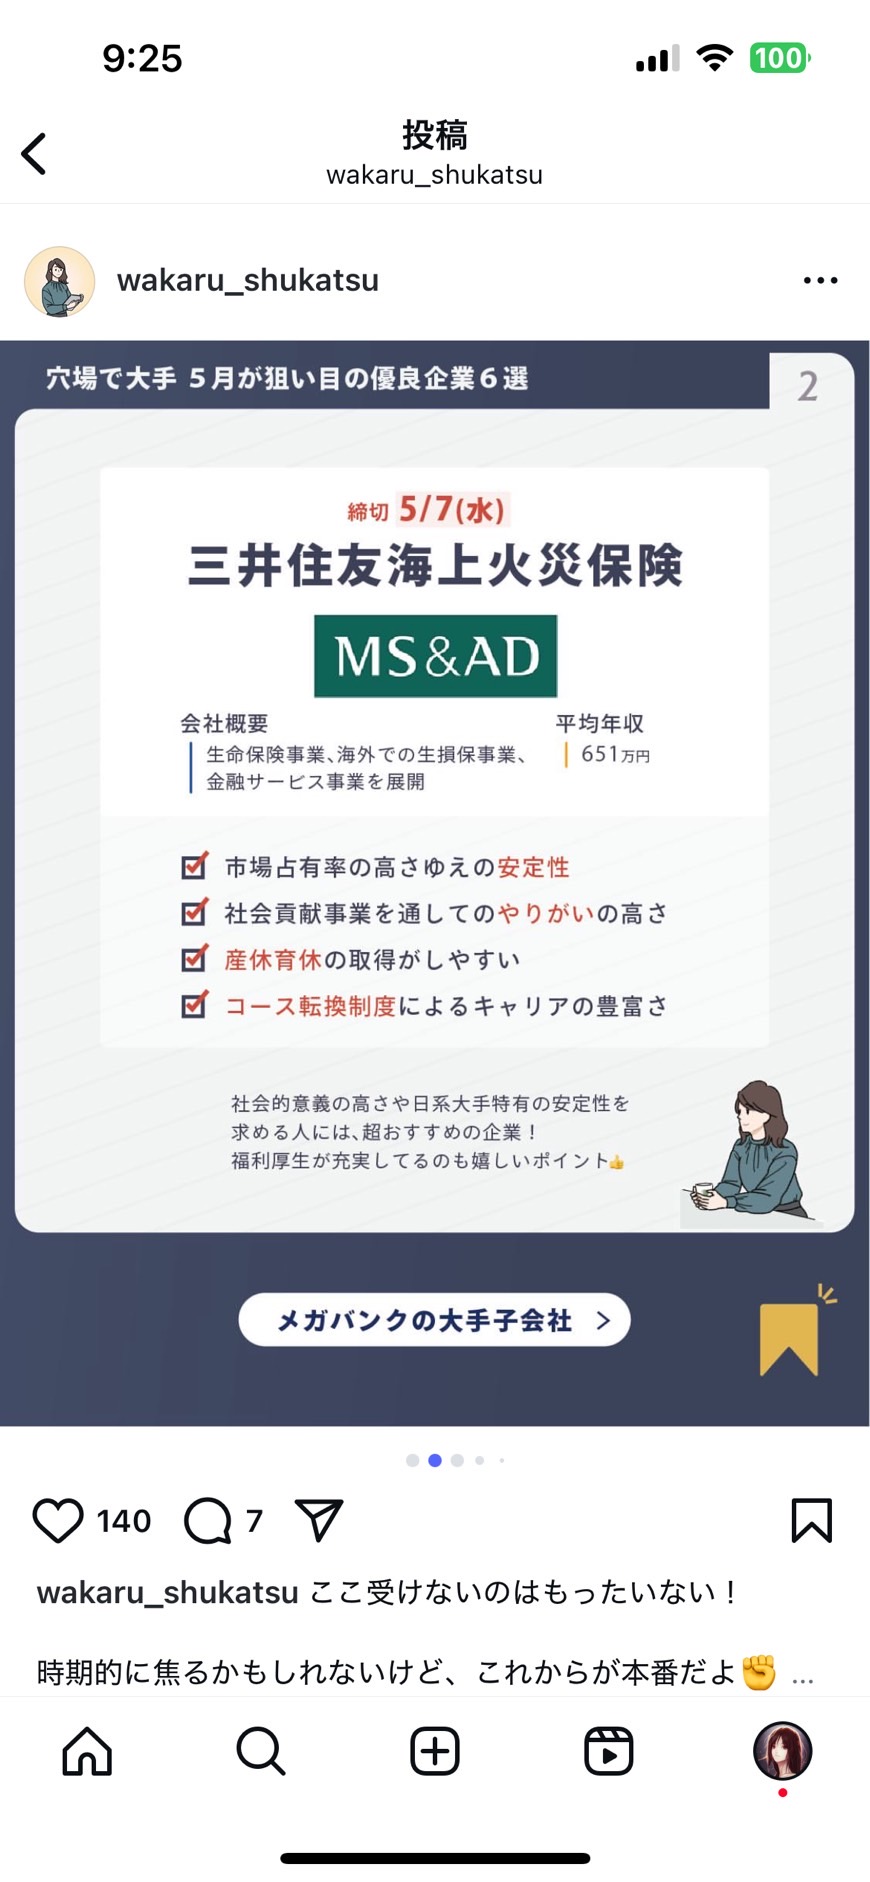 9:25
100
投稿
wakaru_shukatsu
wakaru_shukatsu
穴場で大手 5月が狙い目の優良企業6選
2
締切 5/7(水)
三井住友海上火災保険
MS&AD
会社概要
生命保険事業、海外での生損保事業、
金融サービス事業を展開
平均年収
651万円
市場占有率の高さゆえの安定性
社会貢献事業を通してのやりがいの高さ
産休育休の取得がしやすい
コース転換制度によるキャリアの豊富さ
社会的意義の高さや日系大手特有の安定性を
求める人には、超おすすめの企業！
福利厚生が充実してるのも嬉しいポイント👍
メガバンクの大手子会社 >
140
7
wakaru_shukatsu ここ受けないのはもったいない！
時期的に焦るかもしれないけど、これからが本番だよ✊ ...